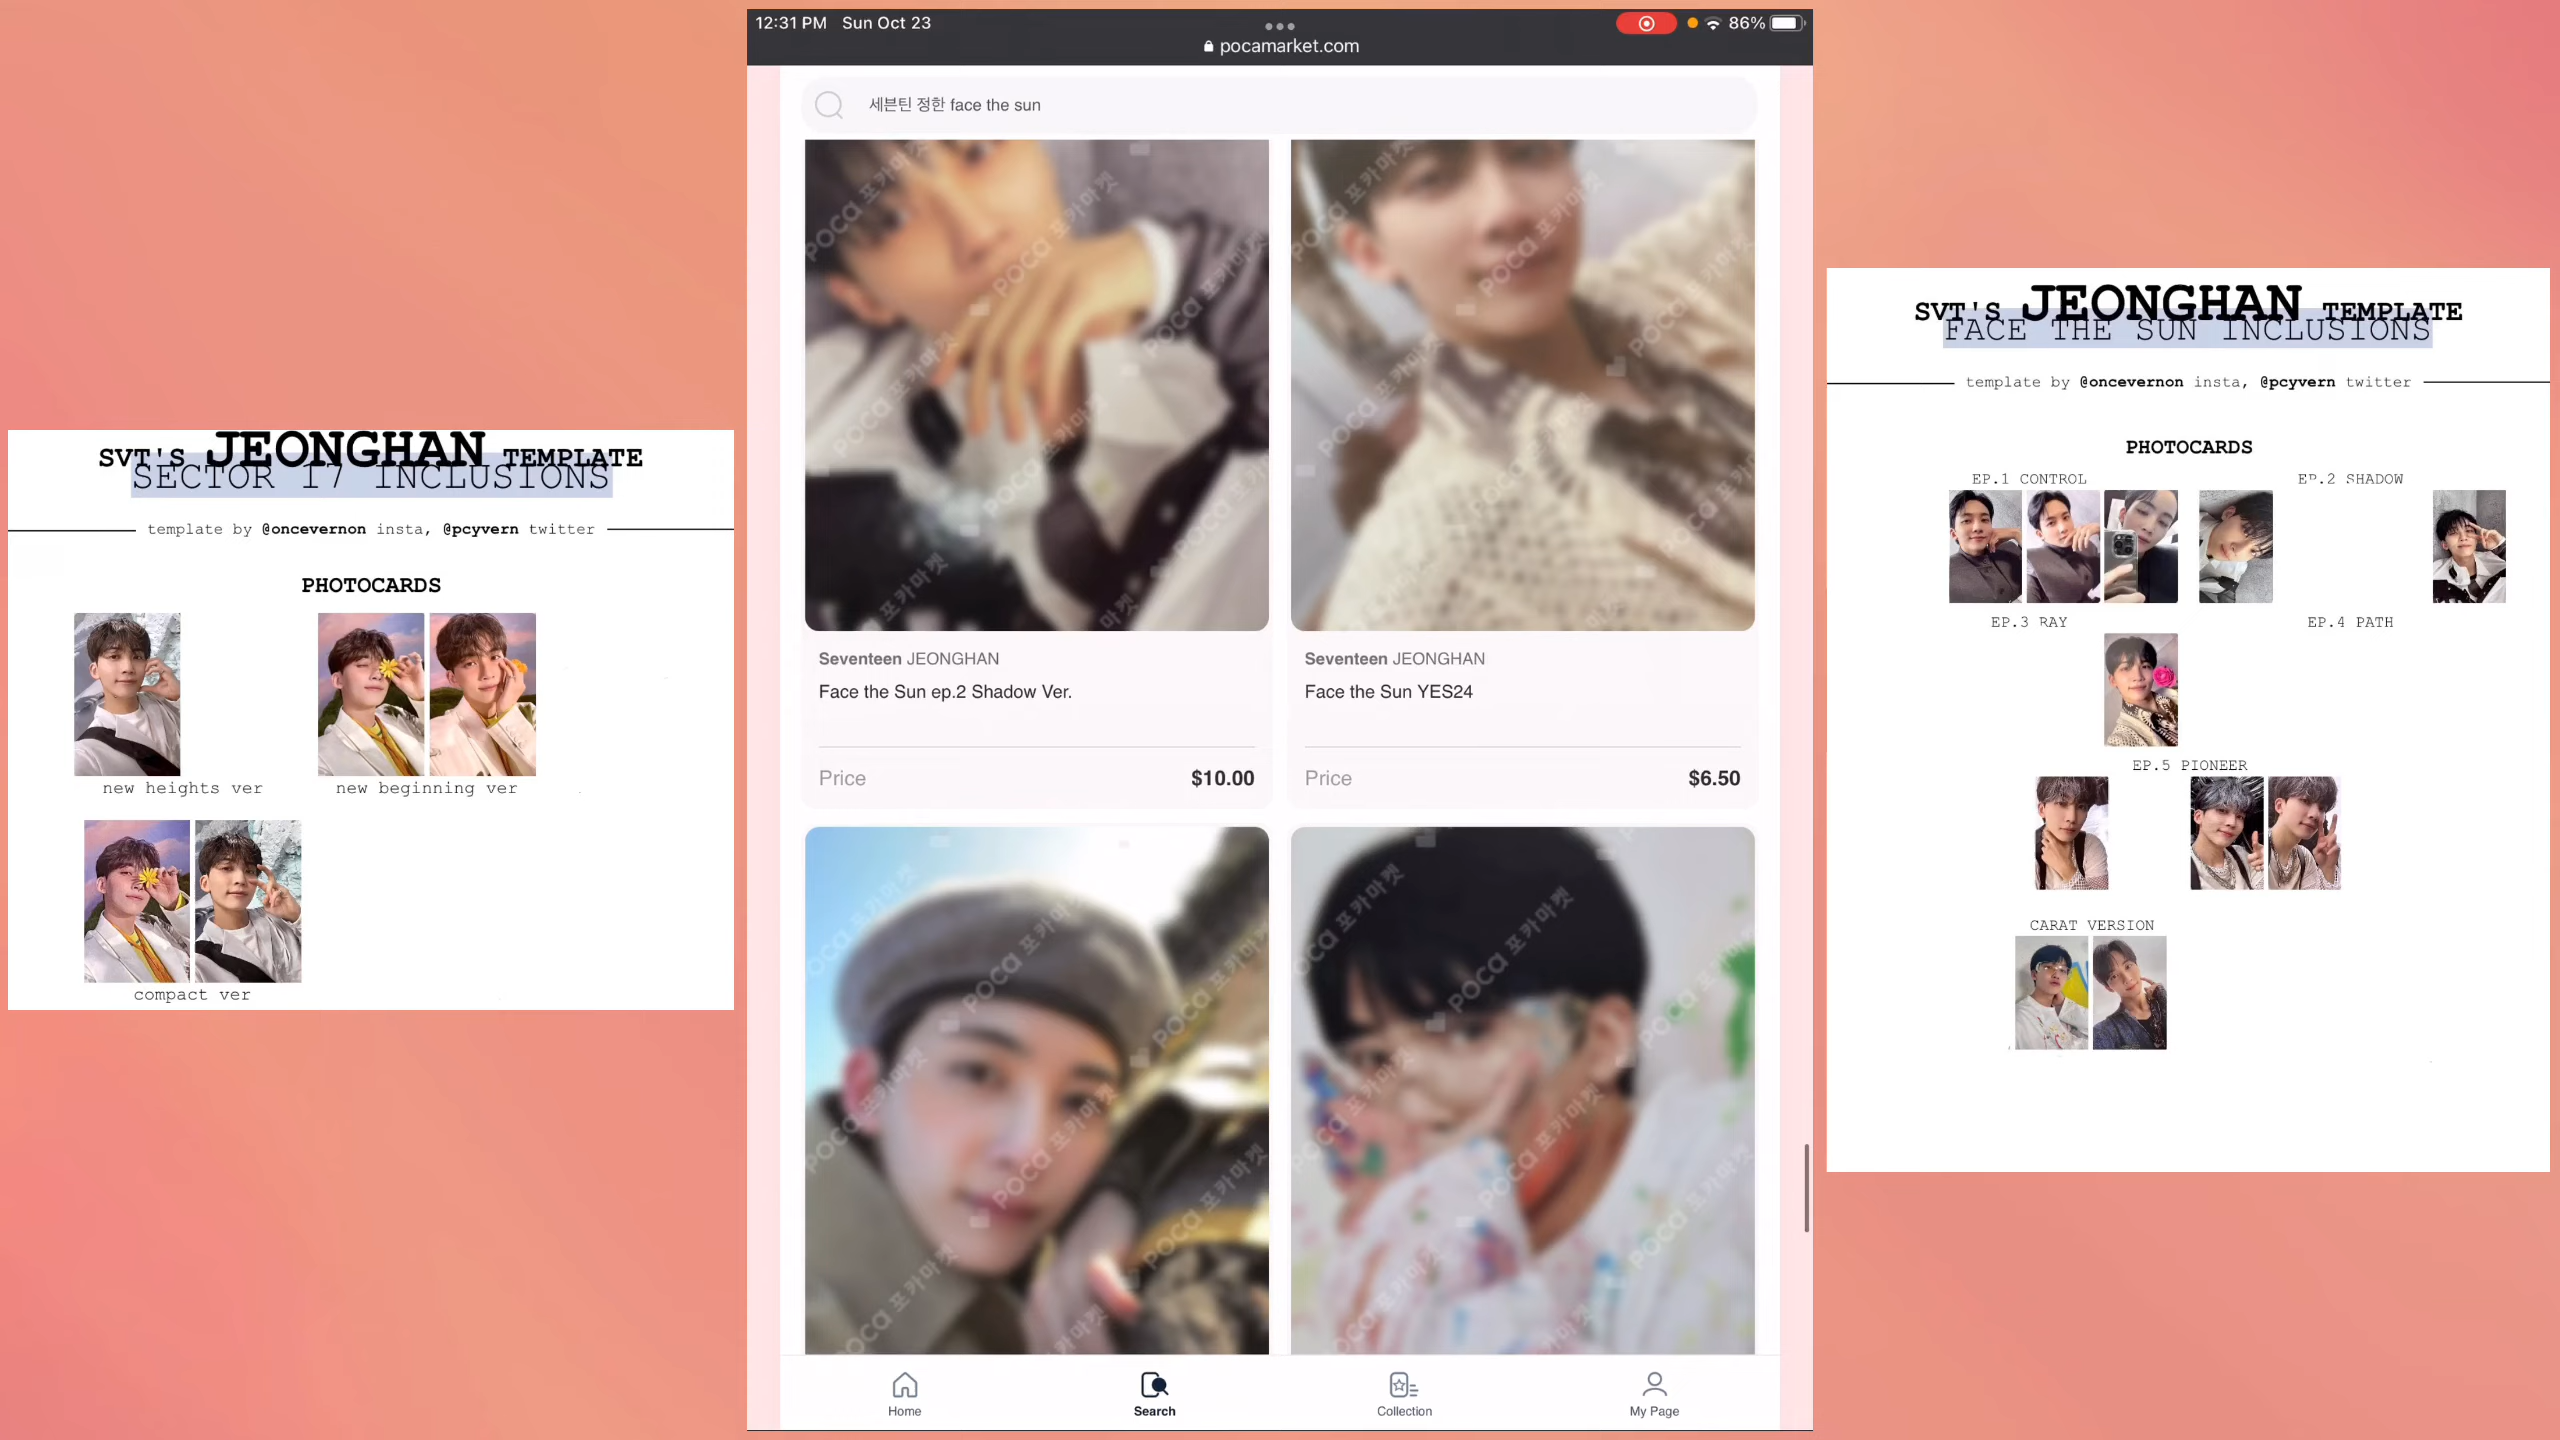 SVT'S JEONGHAN TEMPLATE
SECTOR 17 INCLUSIONS
template by @oncevernon insta, @pcyvern twitter
PHOTOCARDS
new heights ver
new beginning ver
compact ver
12:31 PM Sun Oct 23
86%
pocamarket.com
세븐틴 정한 face the sun
POCA 포카마켓
Seventeen JEONGHAN
Face the Sun ep.2 Shadow Ver.
Price $10.00
Seventeen JEONGHAN
Face the Sun YES24
Price $6.50
Home
Search
Collection
My Page
SVT'S JEONGHAN TEMPLATE
FACE THE SUN INCLUSIONS
template by @oncevernon insta, @pcyvern twitter
PHOTOCARDS
EP.1 CONTROL
EP.2 SHADOW
EP.3 RAY
EP.4 PATH
EP.5 PIONEER
CARAT VERSION